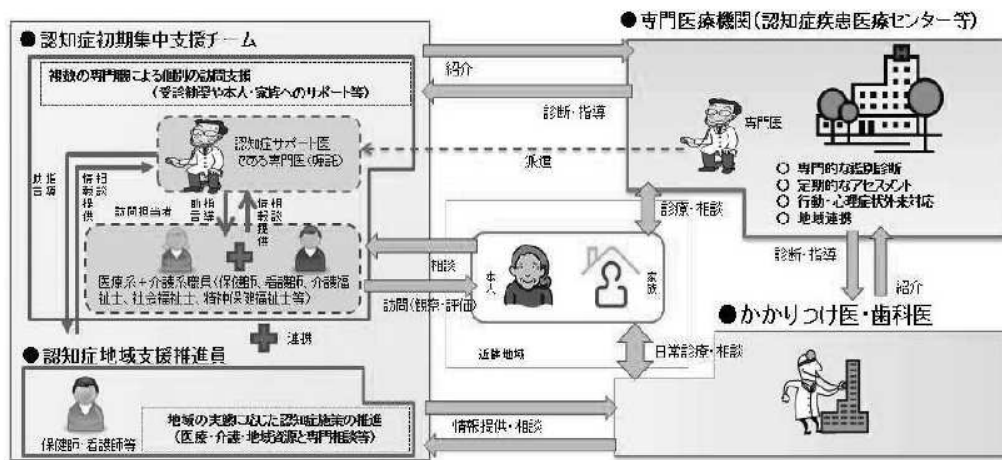 ●認知症初期集中支援チーム
複数の専門職による個別の訪問支援
(受診勧奨や本人・家族へのサポート等)
認知症サポート医
である専門医(嘱託)
指導
助言
相談
情報提供
訪問担当者
指導
助言
相談
情報提供
医療系+介護系職員(保健師、看護師、介護福
祉士、社会福祉士、精神保健福祉士等)
連携
●認知症地域支援推進員
保健師・看護師等
地域の実態に応じた認知症施策の推進
(医療・介護・地域資源と専門相談等)
紹介
診断・指導
派遣
相談
訪問(観察・評価)
本人
家族
近隣地域
診療・相談
日常診療・相談
情報提供・相談
●専門医療機関(認知症疾患医療センター等)
専門医
H
○ 専門的な鑑別診断
○ 定期的なアセスメント
○ 行動・心理症状外来対応
○ 地域連携
診断・指導
紹介
●かかりつけ医・歯科医